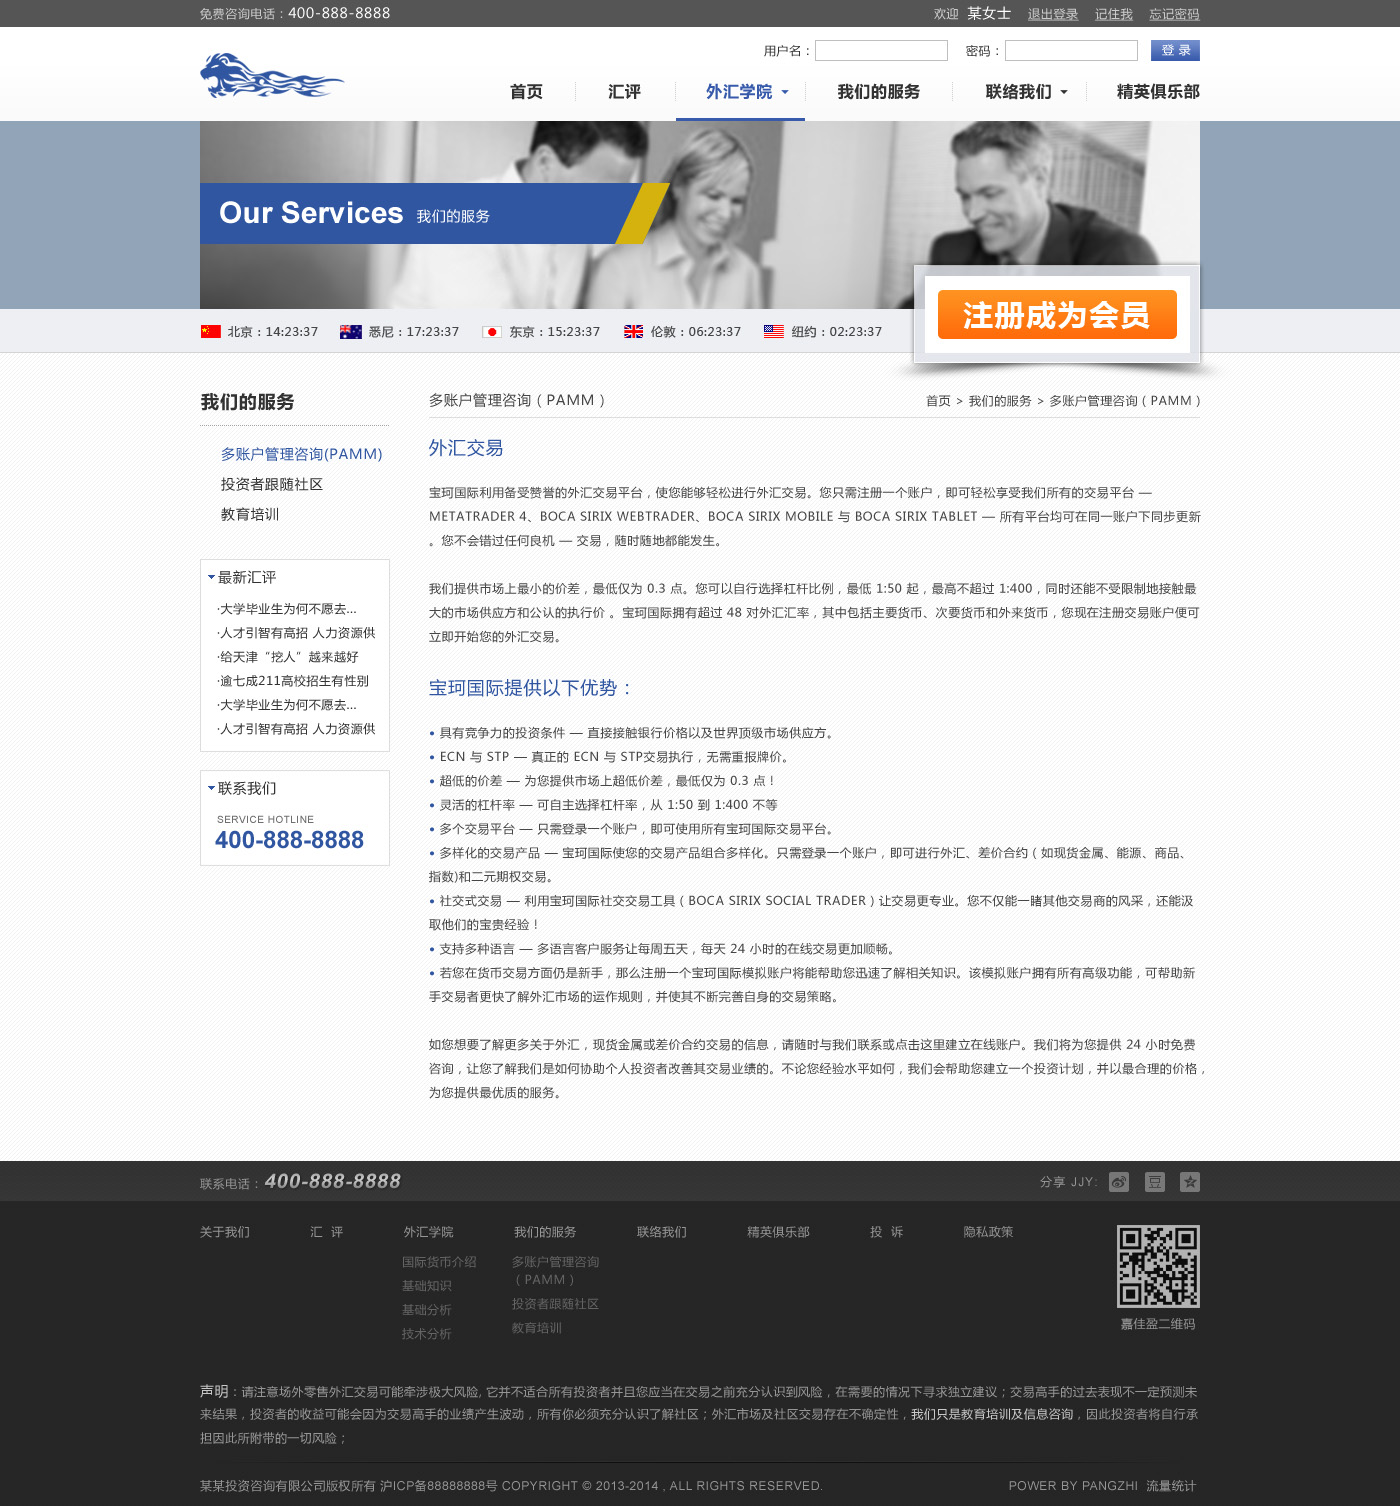 免费咨询电话：400-888-8888
欢迎 某女士 退出登录 记住我 忘记密码
用户名： 密码： 登 录
首页 汇评 外汇学院 我们的服务 联络我们 精英俱乐部
Our Services 我们的服务
注册成为会员
北京：14:23:37 悉尼：17:23:37 东京：15:23:37 伦敦：06:23:37 纽约：02:23:37
我们的服务
多账户管理咨询(PAMM)
投资者跟随社区
教育培训
最新汇评
·大学毕业生为何不愿去...
·人才引智有高招 人力资源供
·给天津“挖人”越来越好
·逾七成211高校招生有性别
·大学毕业生为何不愿去...
·人才引智有高招 人力资源供
联系我们
SERVICE HOTLINE
400-888-8888
多账户管理咨询（PAMM）
首页 > 我们的服务 > 多账户管理咨询（PAMM）
外汇交易
宝珂国际利用备受赞誉的外汇交易平台，使您能够轻松进行外汇交易。您只需注册一个账户，即可轻松享受我们所有的交易平台 —
METATRADER 4、BOCA SIRIX WEBTRADER、BOCA SIRIX MOBILE 与 BOCA SIRIX TABLET — 所有平台均可在同一账户下同步更新
。您不会错过任何良机 — 交易，随时随地都能发生。
我们提供市场上最小的价差，最低仅为 0.3 点。您可以自行选择杠杆比例，最低 1:50 起，最高不超过 1:400，同时还能不受限制地接触最
大的市场供应方和公认的执行价 。宝珂国际拥有超过 48 对外汇汇率，其中包括主要货币、次要货币和外来货币，您现在注册交易账户便可
立即开始您的外汇交易。
宝珂国际提供以下优势：
• 具有竞争力的投资条件 — 直接接触银行价格以及世界顶级市场供应方。
• ECN 与 STP — 真正的 ECN 与 STP交易执行，无需重报牌价。
• 超低的价差 — 为您提供市场上超低价差，最低仅为 0.3 点！
• 灵活的杠杆率 — 可自主选择杠杆率，从 1:50 到 1:400 不等
• 多个交易平台 — 只需登录一个账户，即可使用所有宝珂国际交易平台。
• 多样化的交易产品 — 宝珂国际使您的交易产品组合多样化。只需登录一个账户，即可进行外汇、差价合约（如现货金属、能源、商品、
指数)和二元期权交易。
• 社交式交易 — 利用宝珂国际社交交易工具（BOCA SIRIX SOCIAL TRADER）让交易更专业。您不仅能一睹其他交易商的风采，还能汲
取他们的宝贵经验！
• 支持多种语言 — 多语言客户服务让每周五天，每天 24 小时的在线交易更加顺畅。
• 若您在货币交易方面仍是新手，那么注册一个宝珂国际模拟账户将能帮助您迅速了解相关知识。该模拟账户拥有所有高级功能，可帮助新
手交易者更快了解外汇市场的运作规则，并使其不断完善自身的交易策略。
如您想要了解更多关于外汇，现货金属或差价合约交易的信息，请随时与我们联系或点击这里建立在线账户。我们将为您提供 24 小时免费
咨询，让您了解我们是如何协助个人投资者改善其交易业绩的。不论您经验水平如何，我们会帮助您建立一个投资计划，并以最合理的价格，
为您提供最优质的服务。
联系电话：400-888-8888
分享 JJY:
关于我们 汇 评 外汇学院 我们的服务 联络我们 精英俱乐部 投 诉 隐私政策
国际货币介绍
基础知识
基础分析
技术分析
多账户管理咨询
（PAMM）
投资者跟随社区
教育培训
嘉佳盈二维码
声明：请注意场外零售外汇交易可能牵涉极大风险, 它并不适合所有投资者并且您应当在交易之前充分认识到风险，在需要的情况下寻求独立建议；交易高手的过去表现不一定预测未
来结果，投资者的收益可能会因为交易高手的业绩产生波动，所有你必须充分认识了解社区；外汇市场及社区交易存在不确定性，我们只是教育培训及信息咨询，因此投资者将自行承
担因此所附带的一切风险；
某某投资咨询有限公司版权所有 沪ICP备88888888号 COPYRIGHT © 2013-2014 , ALL RIGHTS RESERVED.
POWER BY PANGZHI 流量统计